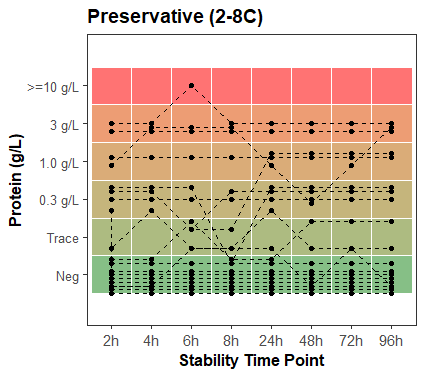 Preservative (2-8C)
Protein (g/L)
>=10 g/L
3 g/L
1.0 g/L
0.3 g/L
Trace
Neg
2h 4h 6h 8h 24h 48h 72h 96h
Stability Time Point